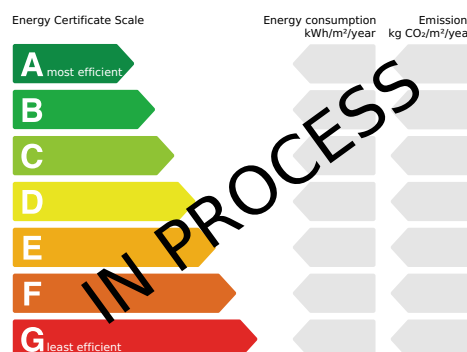 Energy Certificate Scale
Energy consumption
kWh/m²/year
Emission
kg CO₂/m²/yea
A most efficient
B
C
D
E
F
G least efficient
IN PROCESS